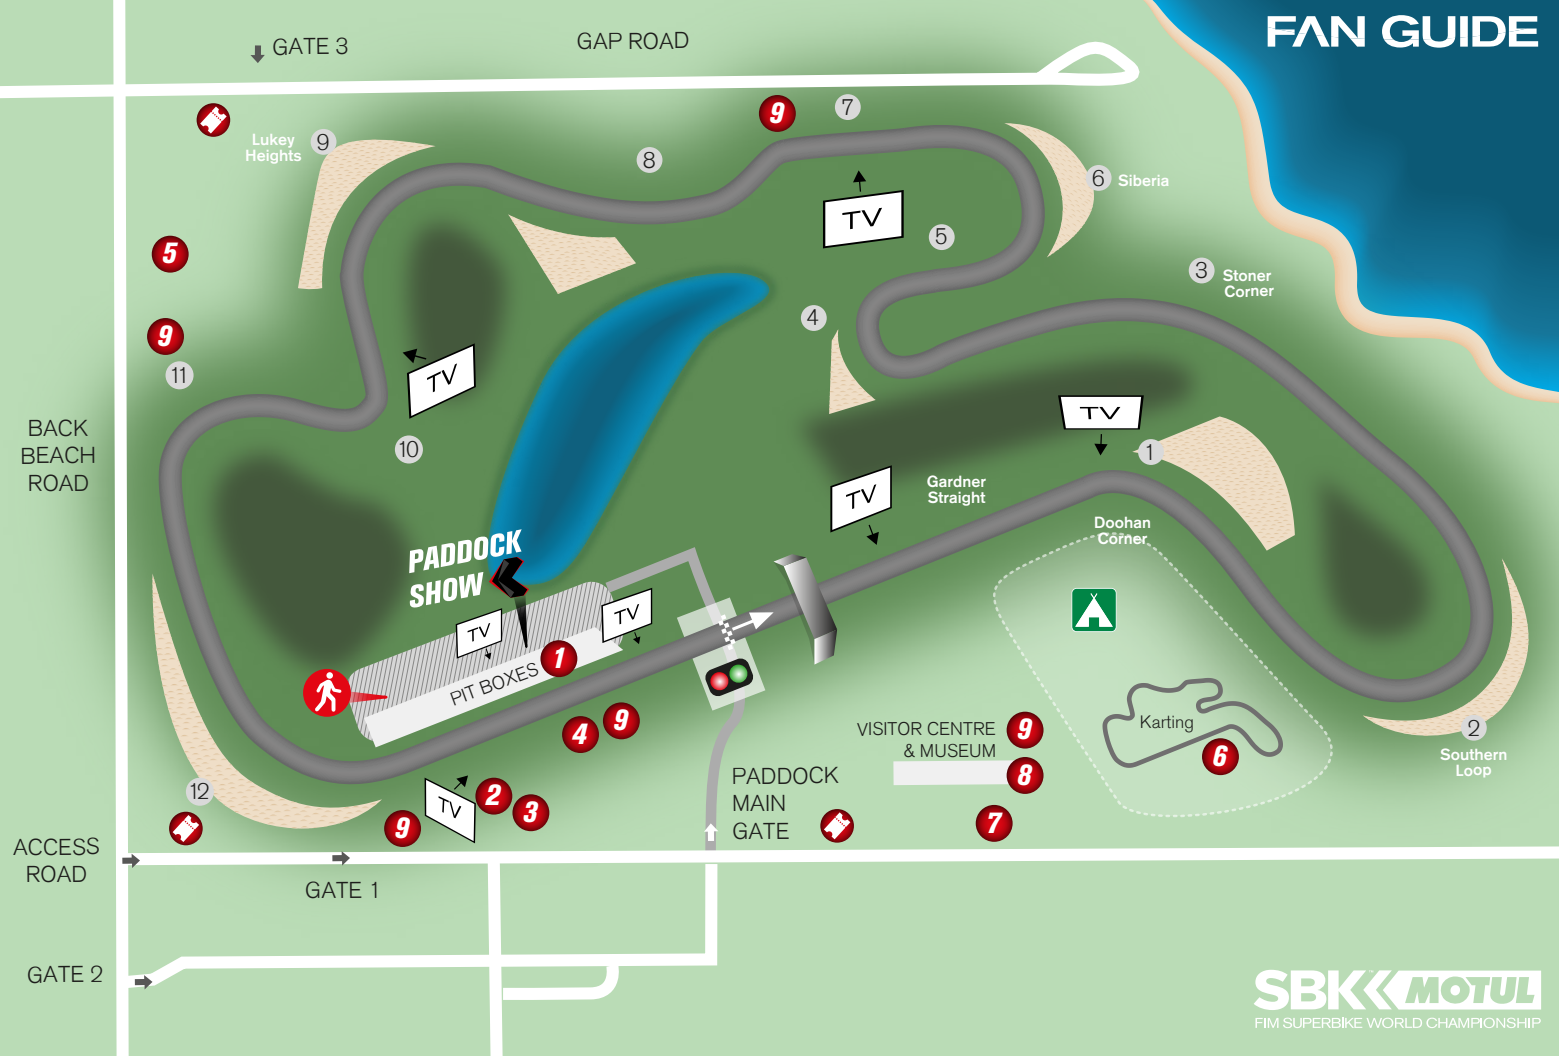 FAN GUIDE
GATE 3
GAP ROAD
9
7
Lukey
Heights
9
8
6
Siberia
TV
5
5
3
Stoner
Corner
4
9
11
TV
10
TV
1
BACK
BEACH
ROAD
TV
Gardner
Straight
Doohan
Corner
PADDOCK
SHOW
TV
TV
1
PIT BOXES
4
9
VISITOR CENTRE
& MUSEUM
9
8
Karting
6
2
Southern
Loop
12
TV
2
3
9
PADDOCK
MAIN
GATE
7
ACCESS
ROAD
GATE 1
GATE 2
SBK MOTUL
FIM SUPERBIKE WORLD CHAMPIONSHIP